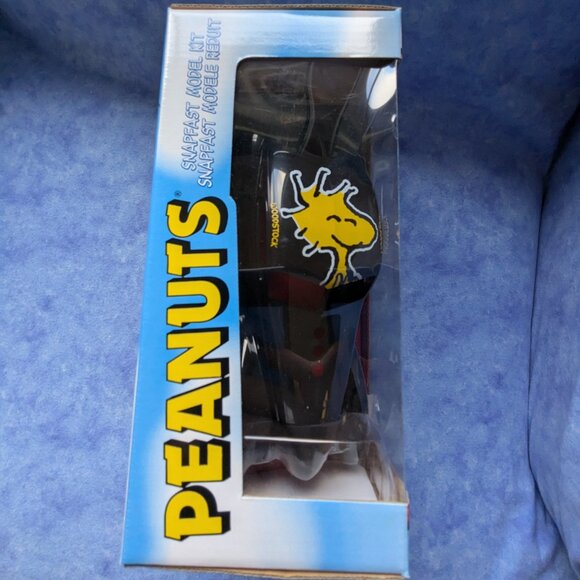 SNAPFAST MODEL KIT
SNAPFAST MODELE REDUIT
PEANUTS®
WOODSTOCK